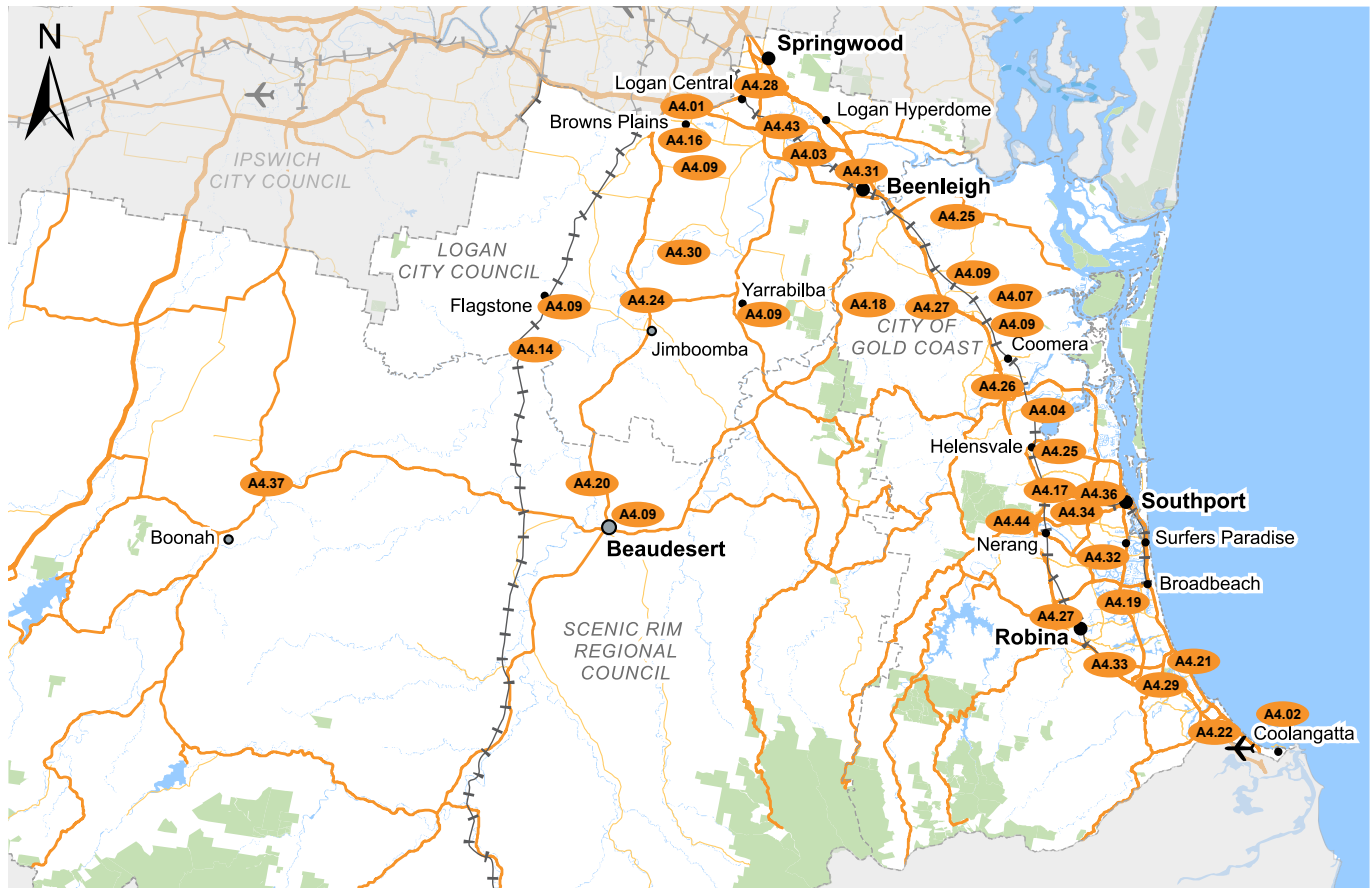 N
Springwood
Logan Central
A4.28
A4.01
Logan Hyperdome
Browns Plains
A4.43
A4.16
A4.03
IPSWICH
CITY COUNCIL
A4.09
A4.31
Beenleigh
A4.25
LOGAN
CITY COUNCIL
A4.30
A4.09
Yarrabilba
Flagstone
A4.09
A4.24
A4.09
A4.18
A4.27
A4.07
A4.09
CITY OF
GOLD COAST
Coomera
A4.14
Jimboomba
A4.26
A4.04
Helensvale
A4.25
A4.37
A4.20
A4.17
A4.36
Southport
A4.09
A4.34
A4.44
Boonah
Beaudesert
Nerang
Surfers Paradise
A4.32
Broadbeach
A4.19
A4.27
Robina
SCENIC RIM
REGIONAL
COUNCIL
A4.33
A4.21
A4.29
A4.02
A4.22
Coolangatta